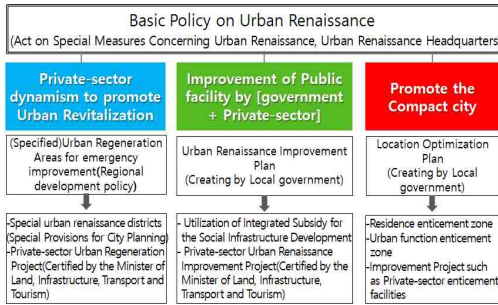 Basic Policy on Urban Renaissance
(Act on Special Measures Concerning Urban Renaissance, Urban Renaissance Headquarters)
Private-sector
dynamism to promote
Urban Revitalization
Improvement of Public
facility by [government
+ Private-sector]
Promote the
Compact city
(Specified)Urban Regeneration
Areas for emergency
improvement(Regional
development policy)
Urban Renaissance Improvement
Plan
(Creating by Local government)
Location Optimization
Plan
(Creating by Local
government)
-Special urban renaissance districts
(Special Provisions for City Planning)
-Private-sector Urban Regeneration
Project(Certified by the Minister of
Land, Infrastructure, Transport and
Tourism)
- Utilization of Integrated Subsidy for
the Social Infrastructure Development
- Private-sector Urban Renaissance
Improvement Project(Certified by the
Minister of Land, Infrastructure,
Transport and Tourism)
-Residence enticement zone
-Urban function enticement
zone
-Improvement Project such
as Private-sector enticement
facilities